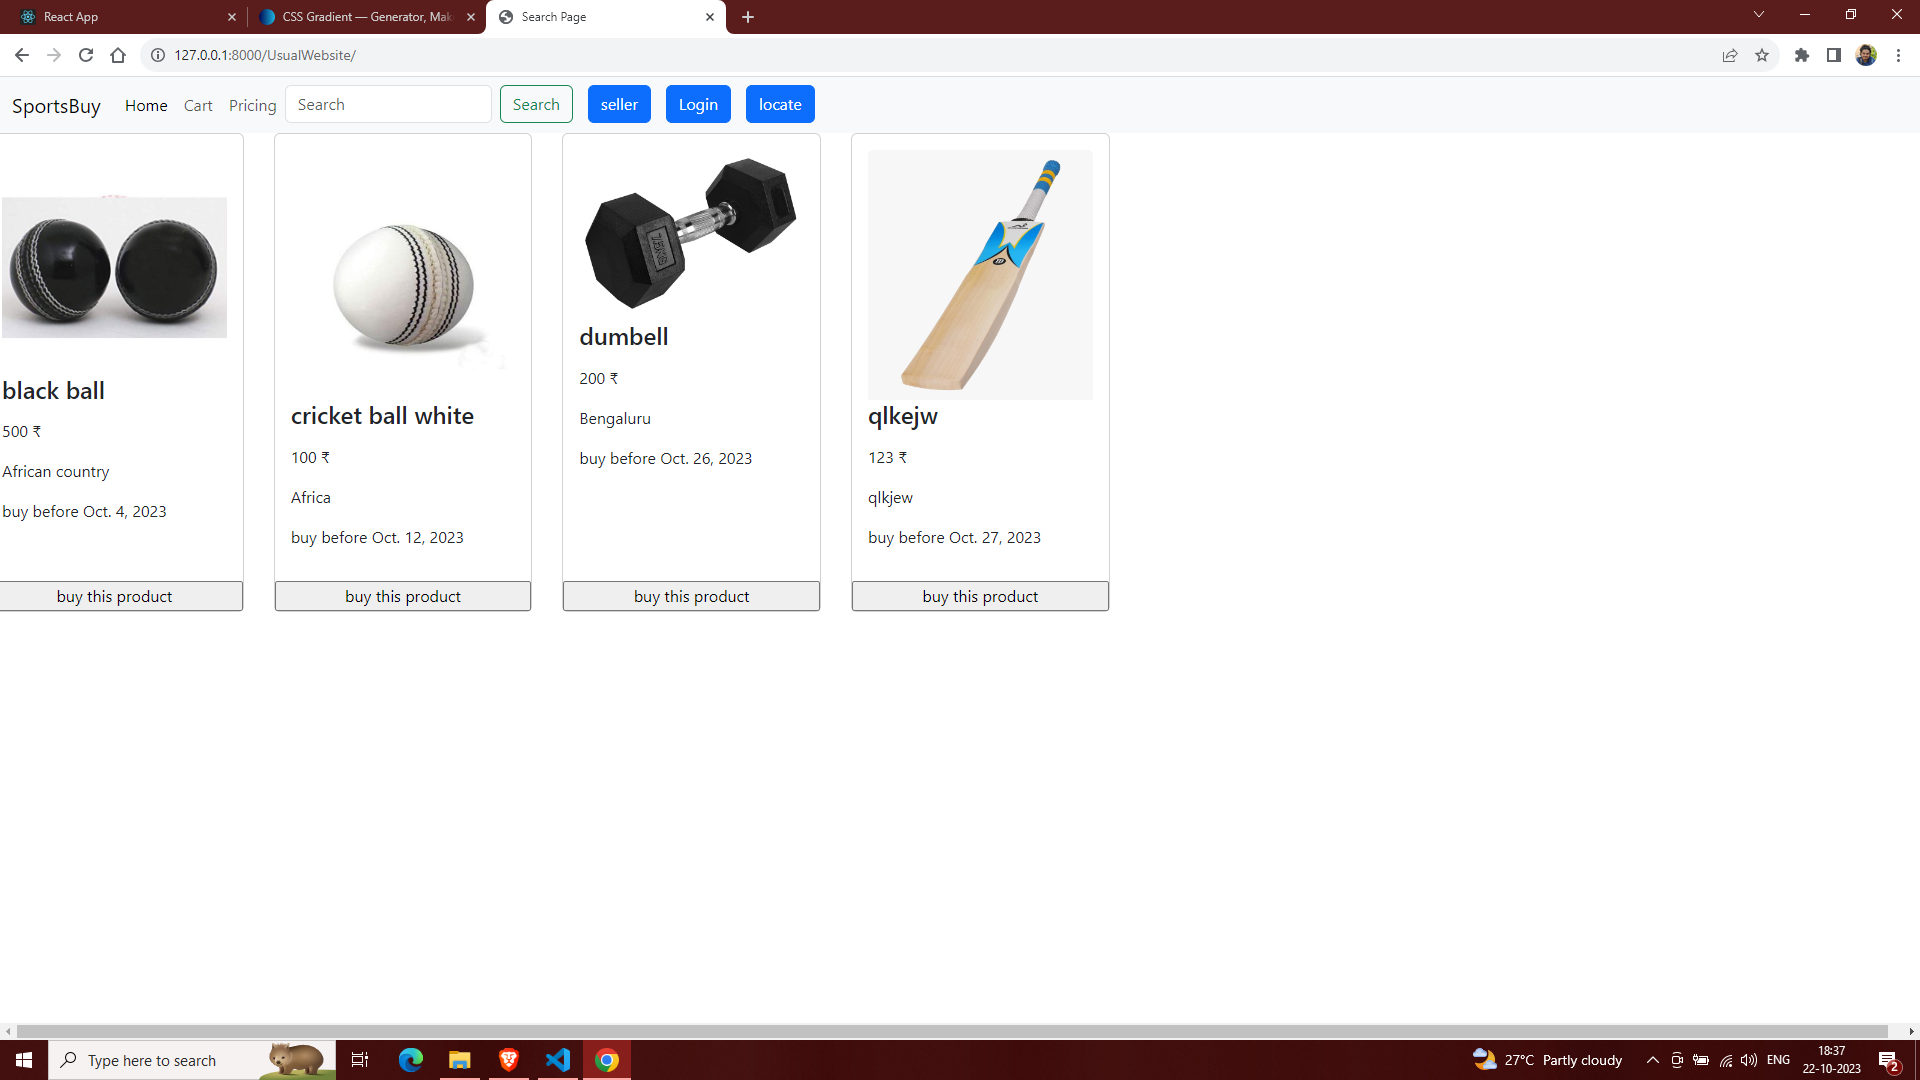 React App
CSS Gradient — Generator, Mak
Search Page
127.0.0.1:8000/UsualWebsite/
SportsBuy Home Cart Pricing Search Search seller Login locate
black ball
500 ₹
African country
buy before Oct. 4, 2023
buy this product
cricket ball white
100 ₹
Africa
buy before Oct. 12, 2023
buy this product
75KG
dumbell
200 ₹
Bengaluru
buy before Oct. 26, 2023
buy this product
qlkejw
123 ₹
qlkjew
buy before Oct. 27, 2023
buy this product
Type here to search
27°C Partly cloudy
ENG
18:37
22-10-2023
2